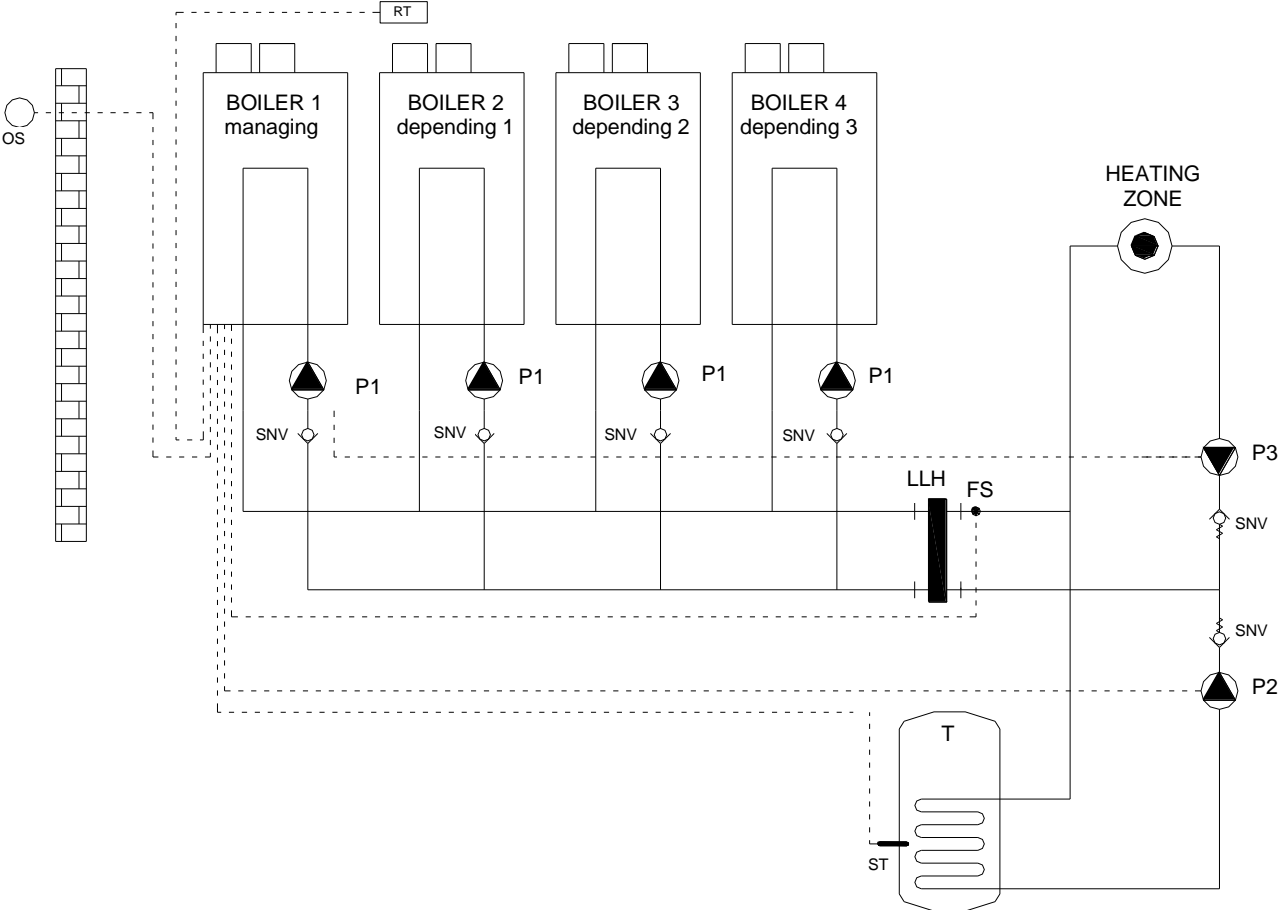 RT
BOILER 1
managing
BOILER 2
depending 1
BOILER 3
depending 2
BOILER 4
depending 3
OS
HEATING
ZONE
P1
P1
P1
P1
SNV
SNV
SNV
SNV
P3
LLH
FS
SNV
SNV
P2
T
ST